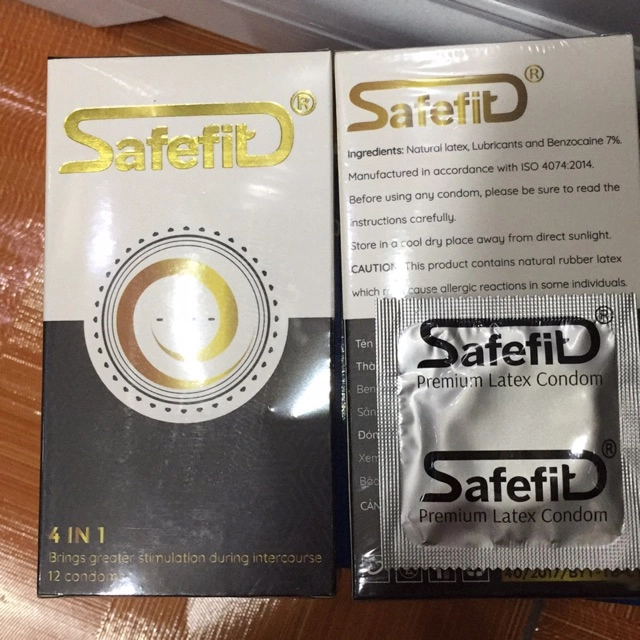 Safefit®
4 IN 1
Brings greater stimulation during intercourse
12 condoms
Safefit®
Ingredients: Natural latex, Lubricants and Benzocaine 7%.
Manufactured in accordance with ISO 4074:2014.
Before using any condom, please be sure to read the
instructions carefully.
Store in a cool dry place away from direct sunlight.
CAUTION: This product contains natural rubber latex
which may cause allergic reactions in some individuals.
Tên
Safefit®
Premium Latex Condom
Safefit®
Premium Latex Condom